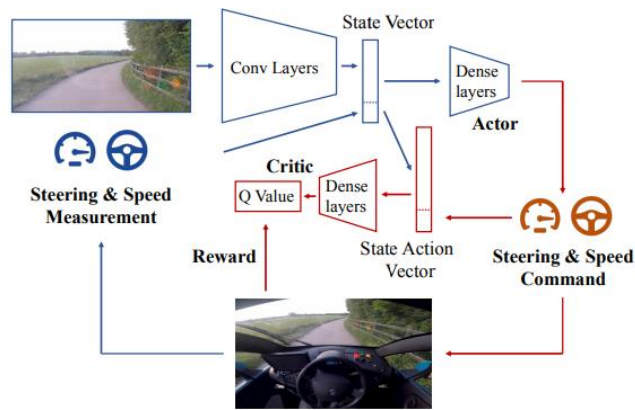 State Vector
Conv Layers
Dense
layers
Actor
Steering & Speed
Measurement
Critic
Q Value
Dense
layers
Reward
State Action
Vector
Steering & Speed
Command